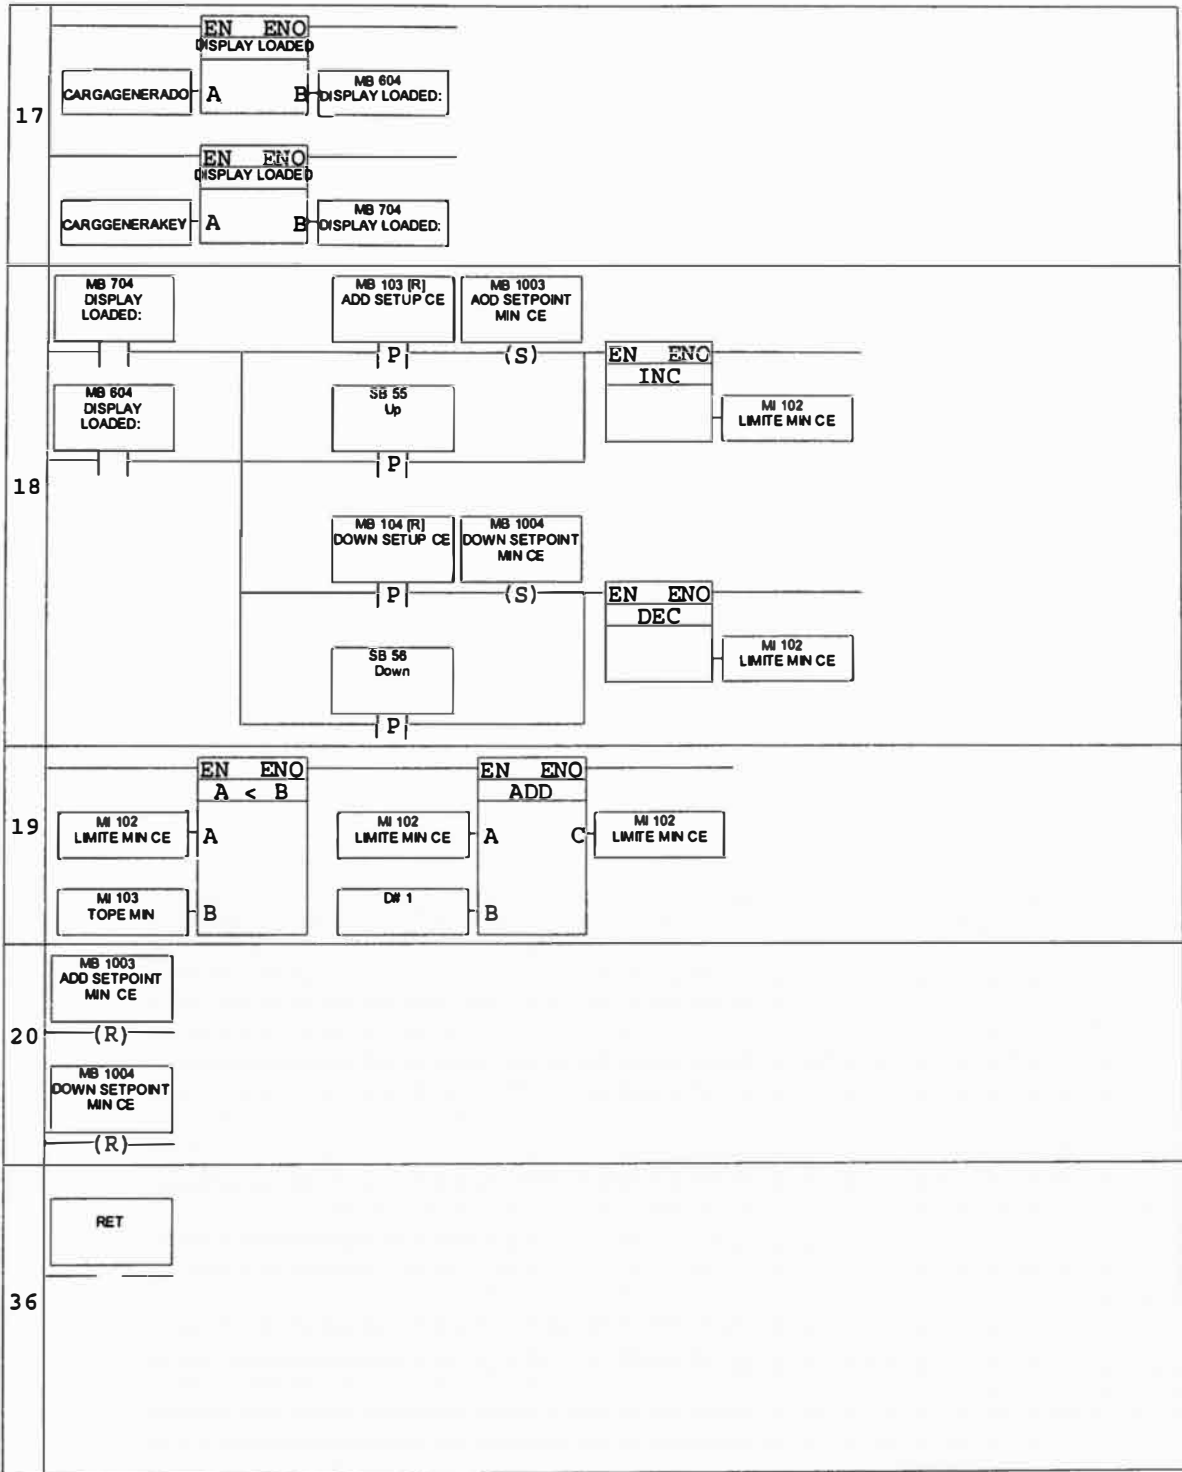 17
EN ENO
DISPLAY LOADED
CARGAGENERADO
A
B
MB 604
DISPLAY LOADED:
EN ENO
DISPLAY LOADED
CARGGENERAKEY
A
B
MB 704
DISPLAY LOADED:
18
MB 704
DISPLAY
LOADED:
MB 103 [R]
ADD SETUP CE
MB 1003
AOD SETPOINT
MIN CE
P
(S)
EN ENO
INC
MI 102
LIMITE MIN CE
MB 604
DISPLAY
LOADED:
SB 55
Up
P
MB 104 [R]
DOWN SETUP CE
MB 1004
DOWN SETPOINT
MIN CE
P
(S)
EN ENO
DEC
MI 102
LIMITE MIN CE
SB 56
Down
P
19
EN ENO
A < B
MI 102
LIMITE MIN CE
A
MI 103
TOPE MIN
B
EN ENO
ADD
MI 102
LIMITE MIN CE
A
C
MI 102
LIMITE MIN CE
D# 1
B
20
MB 1003
ADD SETPOINT
MIN CE
(R)
MB 1004
DOWN SETPOINT
MIN CE
(R)
36
RET